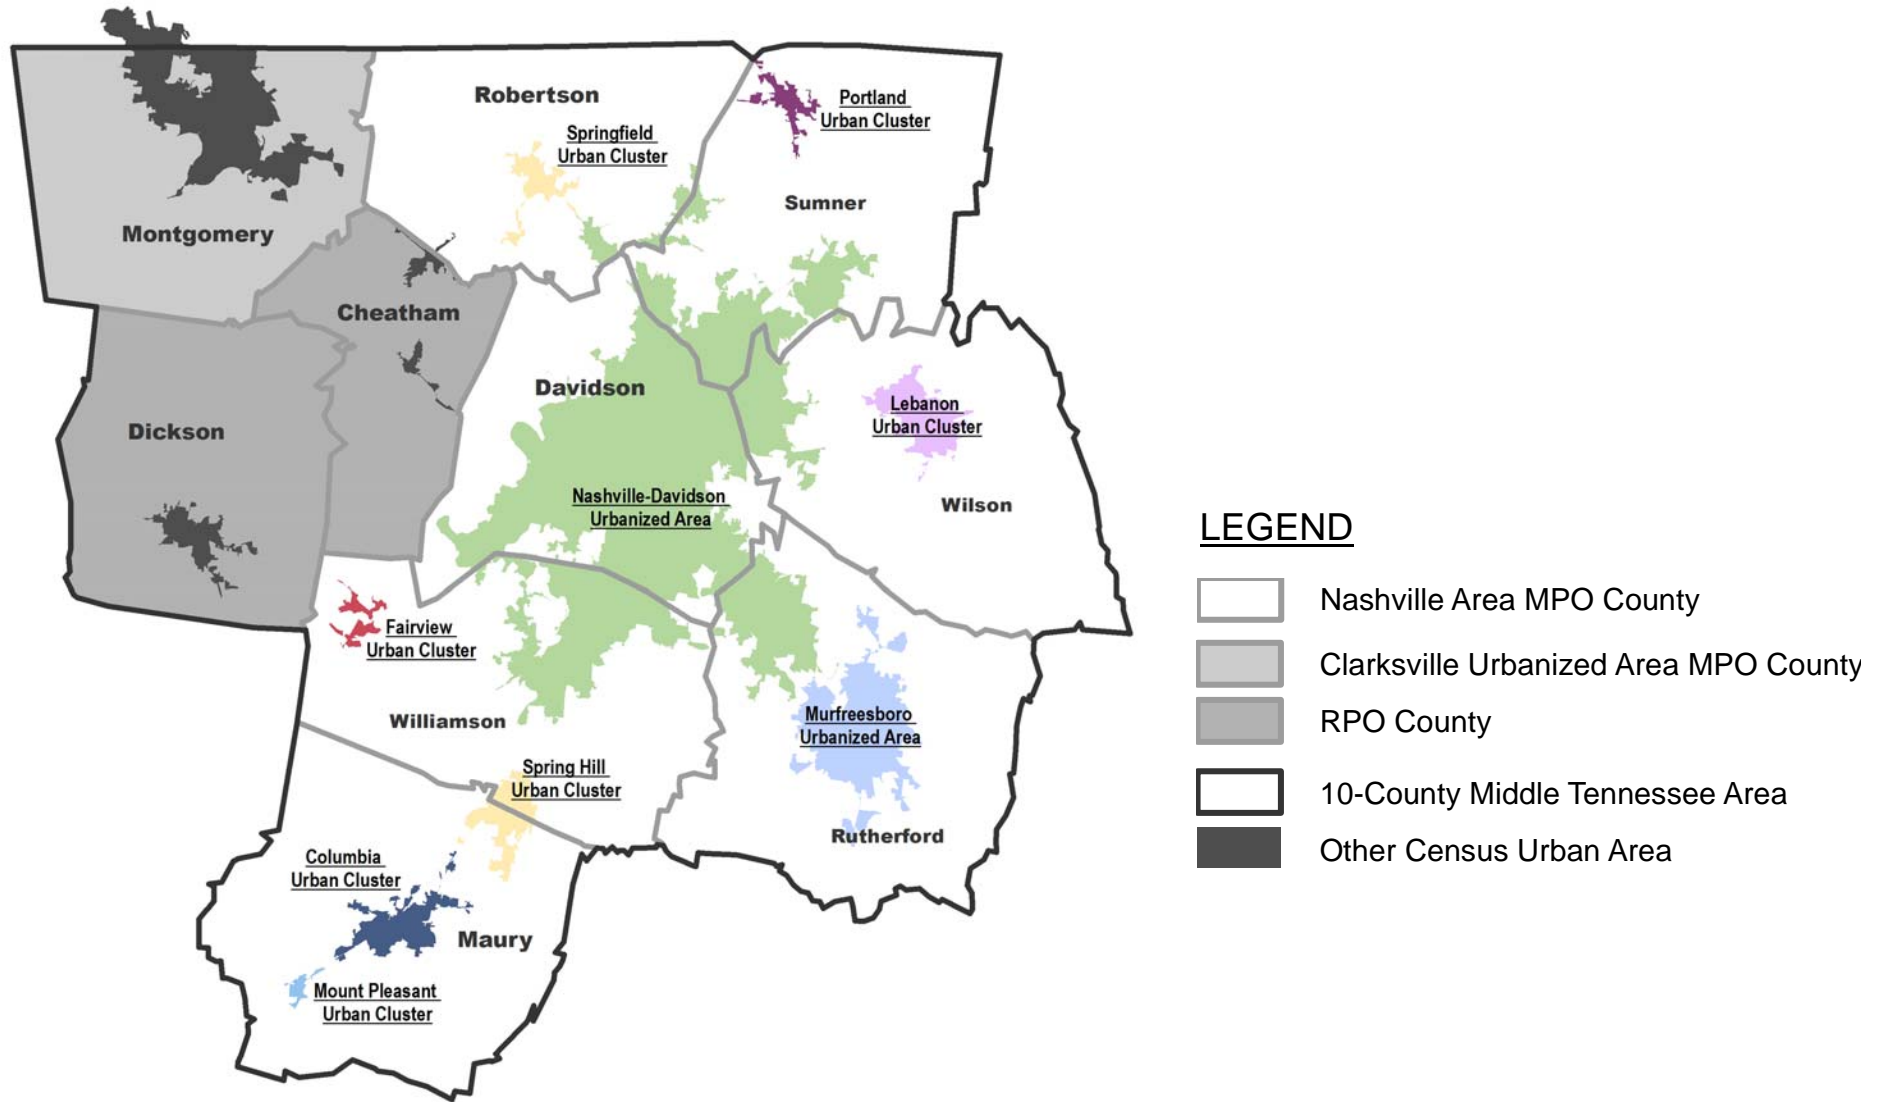 Robertson
Springfield
Urban Cluster
Portland
Urban Cluster
Sumner
Montgomery
Cheatham
Davidson
Dickson
Lebanon
Urban Cluster
Wilson
Nashville-Davidson
Urbanized Area
Fairview
Urban Cluster
Williamson
Murfreesboro
Urbanized Area
Spring Hill
Urban Cluster
Rutherford
Columbia
Urban Cluster
Maury
Mount Pleasant
Urban Cluster
LEGEND
Nashville Area MPO County
Clarksville Urbanized Area MPO County
RPO County
10-County Middle Tennessee Area
Other Census Urban Area